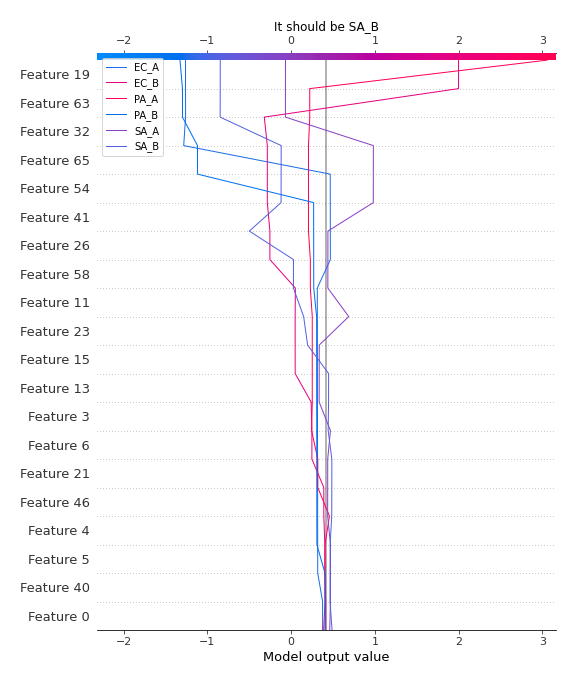 It should be SA_B
−2 −1 0 1 2 3
EC_A
EC_B
PA_A
PA_B
SA_A
SA_B
Feature 19
Feature 63
Feature 32
Feature 65
Feature 54
Feature 41
Feature 26
Feature 58
Feature 11
Feature 23
Feature 15
Feature 13
Feature 3
Feature 6
Feature 21
Feature 46
Feature 4
Feature 5
Feature 40
Feature 0
−2 −1 0 1 2 3
Model output value